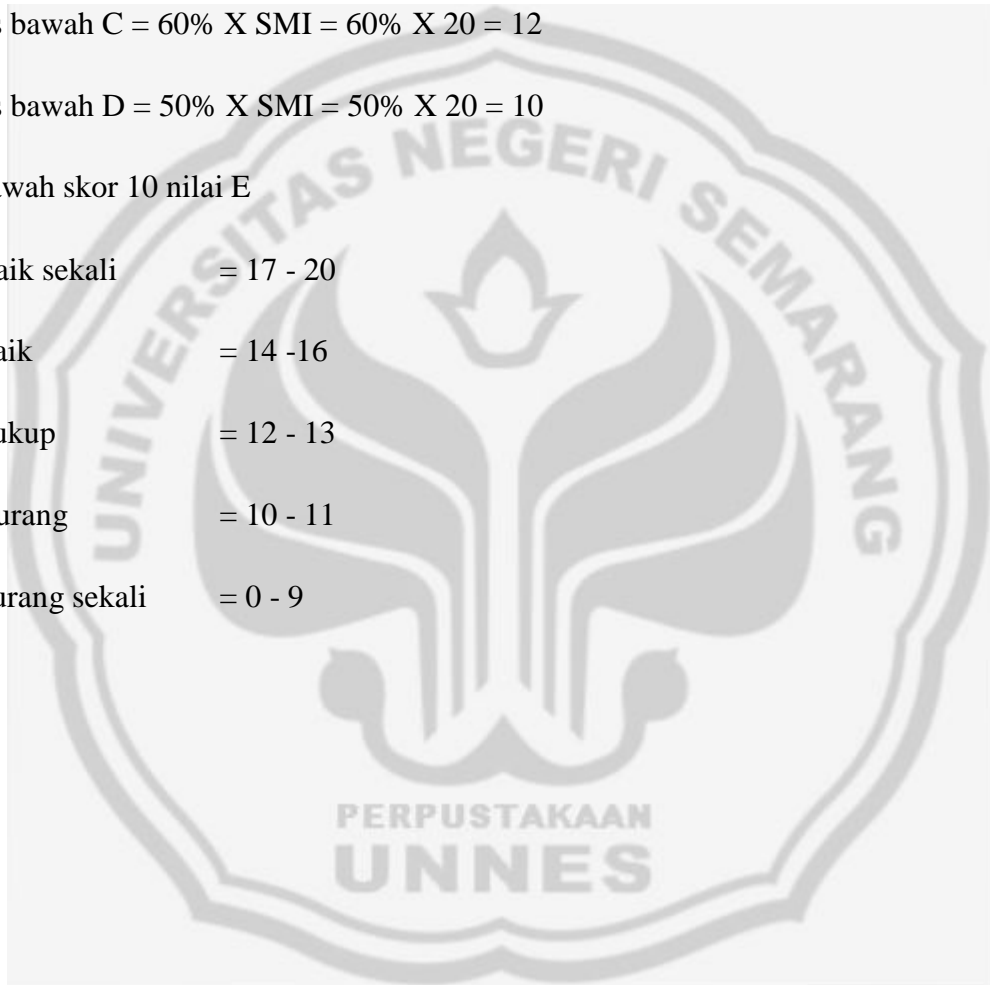 s bawah C = 60% X SMI = 60% X 20 = 12
s bawah D = 50% X SMI = 50% X 20 = 10
awah skor 10 nilai E
aik sekali = 17 - 20
aik = 14 -16
ukup = 12 - 13
urang = 10 - 11
urang sekali = 0 - 9
UNIVERSITAS NEGERI SEMARANG
PERPUSTAKAAN
UNNES